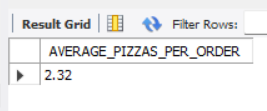 Result Grid Filter Rows:
AVERAGE_PIZZAS_PER_ORDER
2.32